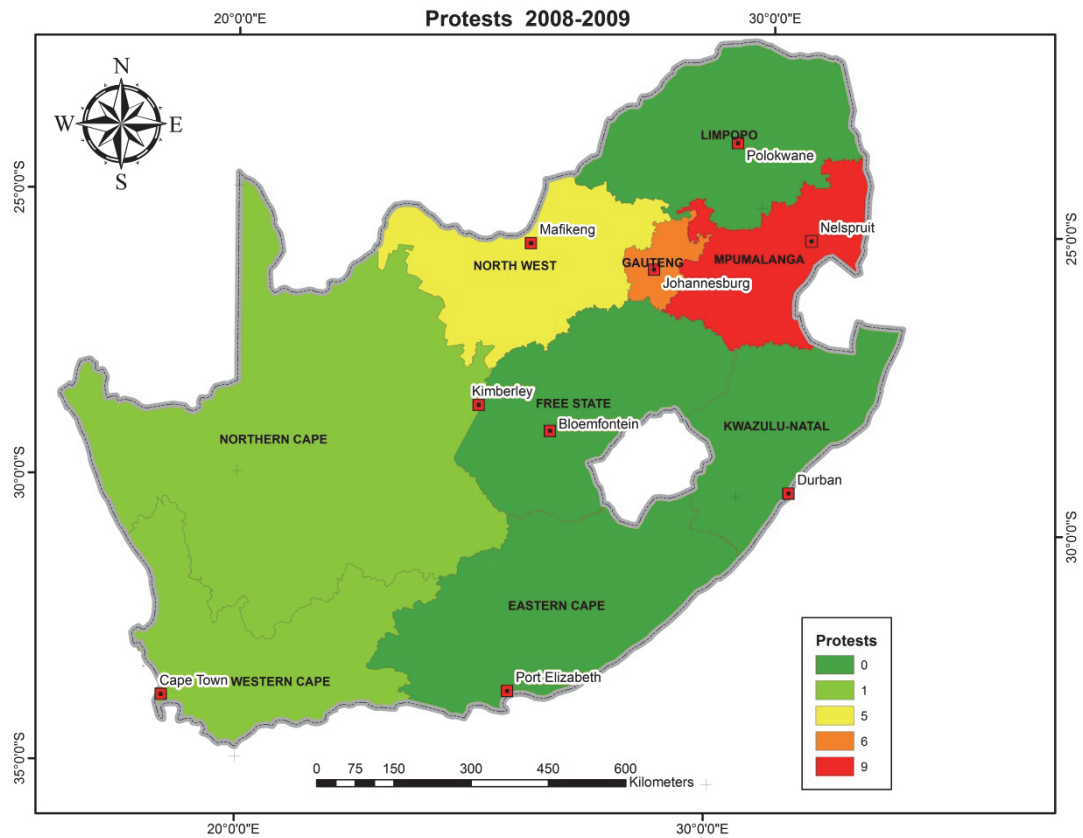 Protests 2008-2009
20°0'0"E
30°0'0"E
N
W
E
S
25°0'0"S
25°0'0"S
30°0'0"S
30°0'0"S
35°0'0"S
LIMPOPO
Polokwane
Mafikeng
Nelspruit
NORTH WEST
GAUTENG
MPUMALANGA
Johannesburg
Kimberley
FREE STATE
Bloemfontein
KWAZULU-NATAL
NORTHERN CAPE
Durban
EASTERN CAPE
Cape Town
WESTERN CAPE
Port Elizabeth
Protests
0
1
5
6
9
0 75 150 300 450 600
Kilometers
20°0'0"E
30°0'0"E